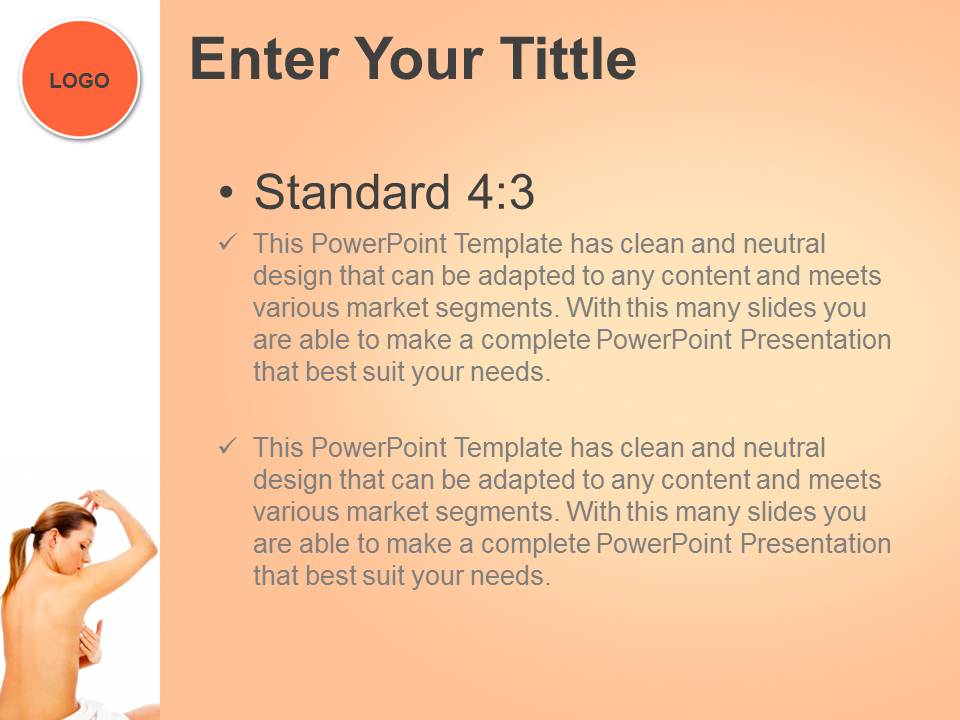 LOGO
Enter Your Tittle
• Standard 4:3
✓ This PowerPoint Template has clean and neutral
design that can be adapted to any content and meets
various market segments. With this many slides you
are able to make a complete PowerPoint Presentation
that best suit your needs.
✓ This PowerPoint Template has clean and neutral
design that can be adapted to any content and meets
various market segments. With this many slides you
are able to make a complete PowerPoint Presentation
that best suit your needs.